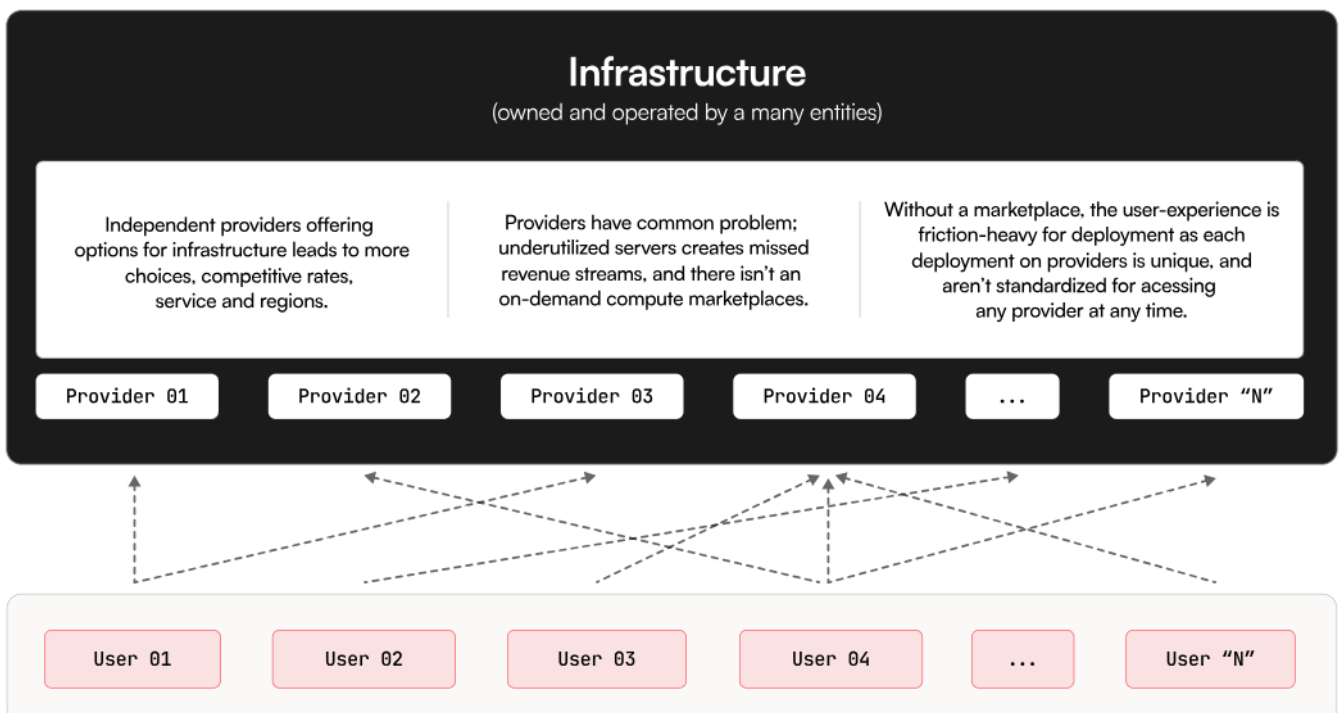 Infrastructure
(owned and operated by a many entities)
Independent providers offering
options for infrastructure leads to more
choices, competitive rates,
service and regions.
Providers have common problem;
underutilized servers creates missed
revenue streams, and there isn’t an
on-demand compute marketplaces.
Without a marketplace, the user-experience is
friction-heavy for deployment as each
deployment on providers is unique, and
aren’t standardized for acessing
any provider at any time.
Provider 01
Provider 02
Provider 03
Provider 04
...
Provider “N”
User 01
User 02
User 03
User 04
...
User “N”